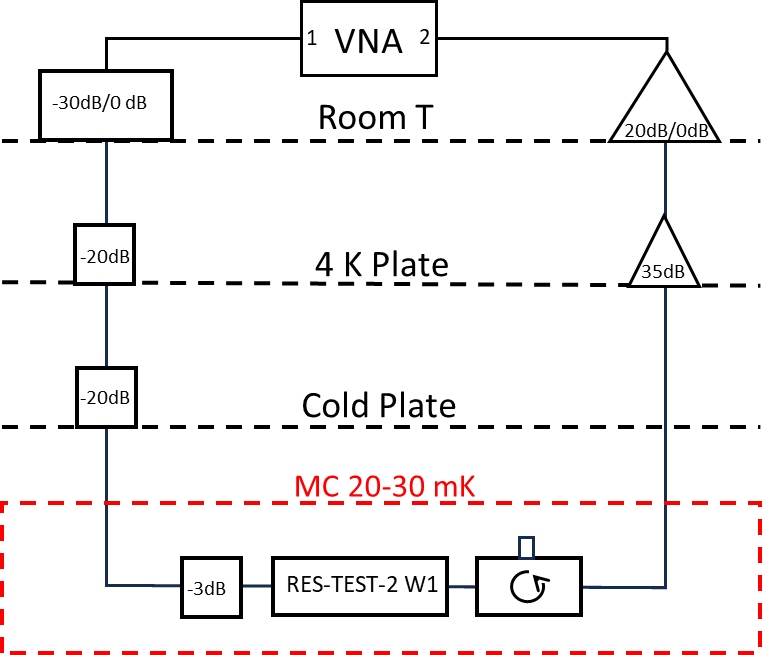 1 VNA 2
-30dB/0 dB
Room T
20dB/0dB
-20dB
4 K Plate
35dB
-20dB
Cold Plate
MC 20-30 mK
-3dB
RES-TEST-2 W1